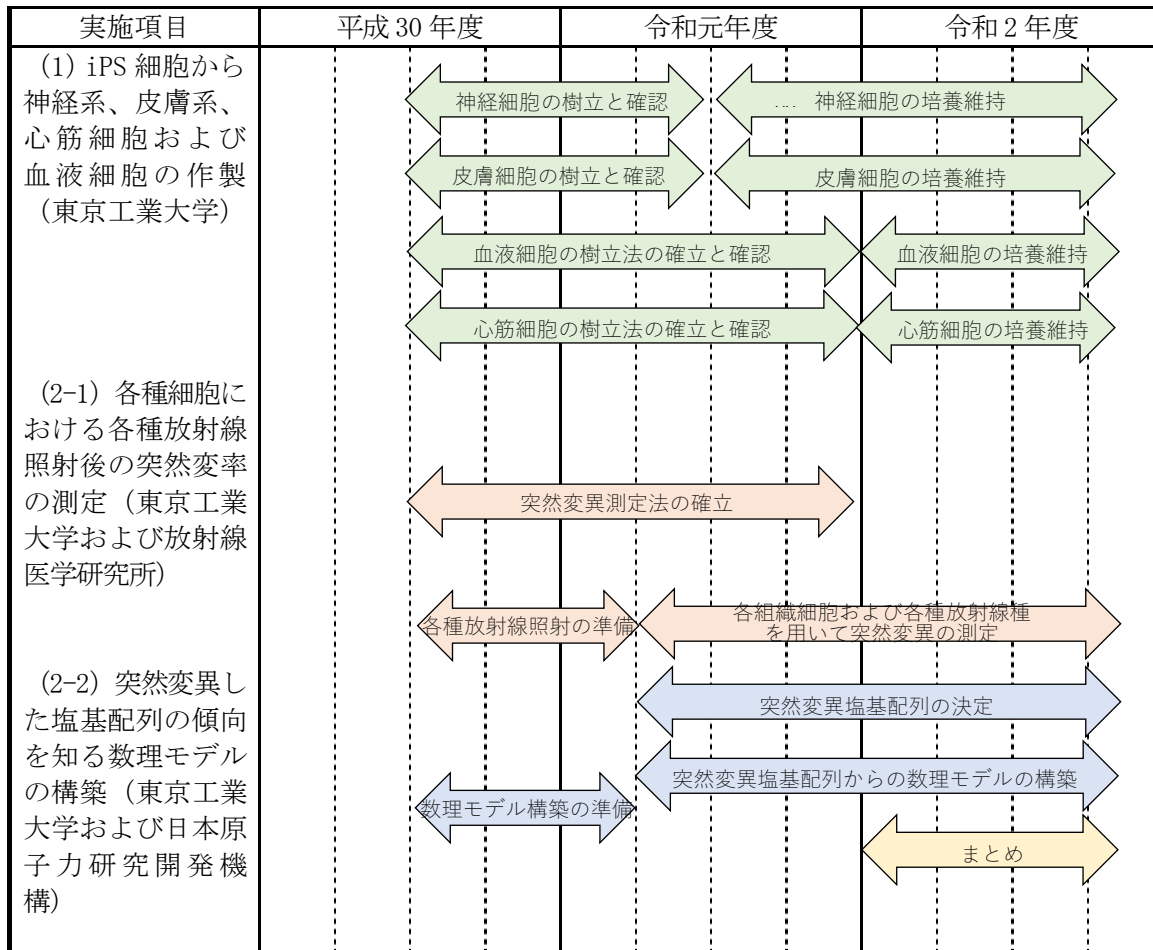 実施項目 平成30年度 令和元年度 令和2年度
(1) iPS 細胞から
神経系、皮膚系、
心筋細胞および
血液細胞の作製
(東京工業大学)
神経細胞の樹立と確認
.... 神経細胞の培養維持
皮膚細胞の樹立と確認
皮膚細胞の培養維持
血液細胞の樹立法の確立と確認
血液細胞の培養維持
心筋細胞の樹立法の確立と確認
心筋細胞の培養維持
(2-1) 各種細胞に
おける各種放射線
照射後の突然変率
の測定(東京工業
大学および放射線
医学研究所)
突然変異測定法の確立
各種放射線照射の準備
各組織細胞および各種放射線種
を用いて突然変異の測定
(2-2) 突然変異し
た塩基配列の傾向
を知る数理モデル
の構築(東京工業
大学および日本原
子力研究開発機
構)
突然変異塩基配列の決定
突然変異塩基配列からの数理モデルの構築
数理モデル構築の準備
まとめ